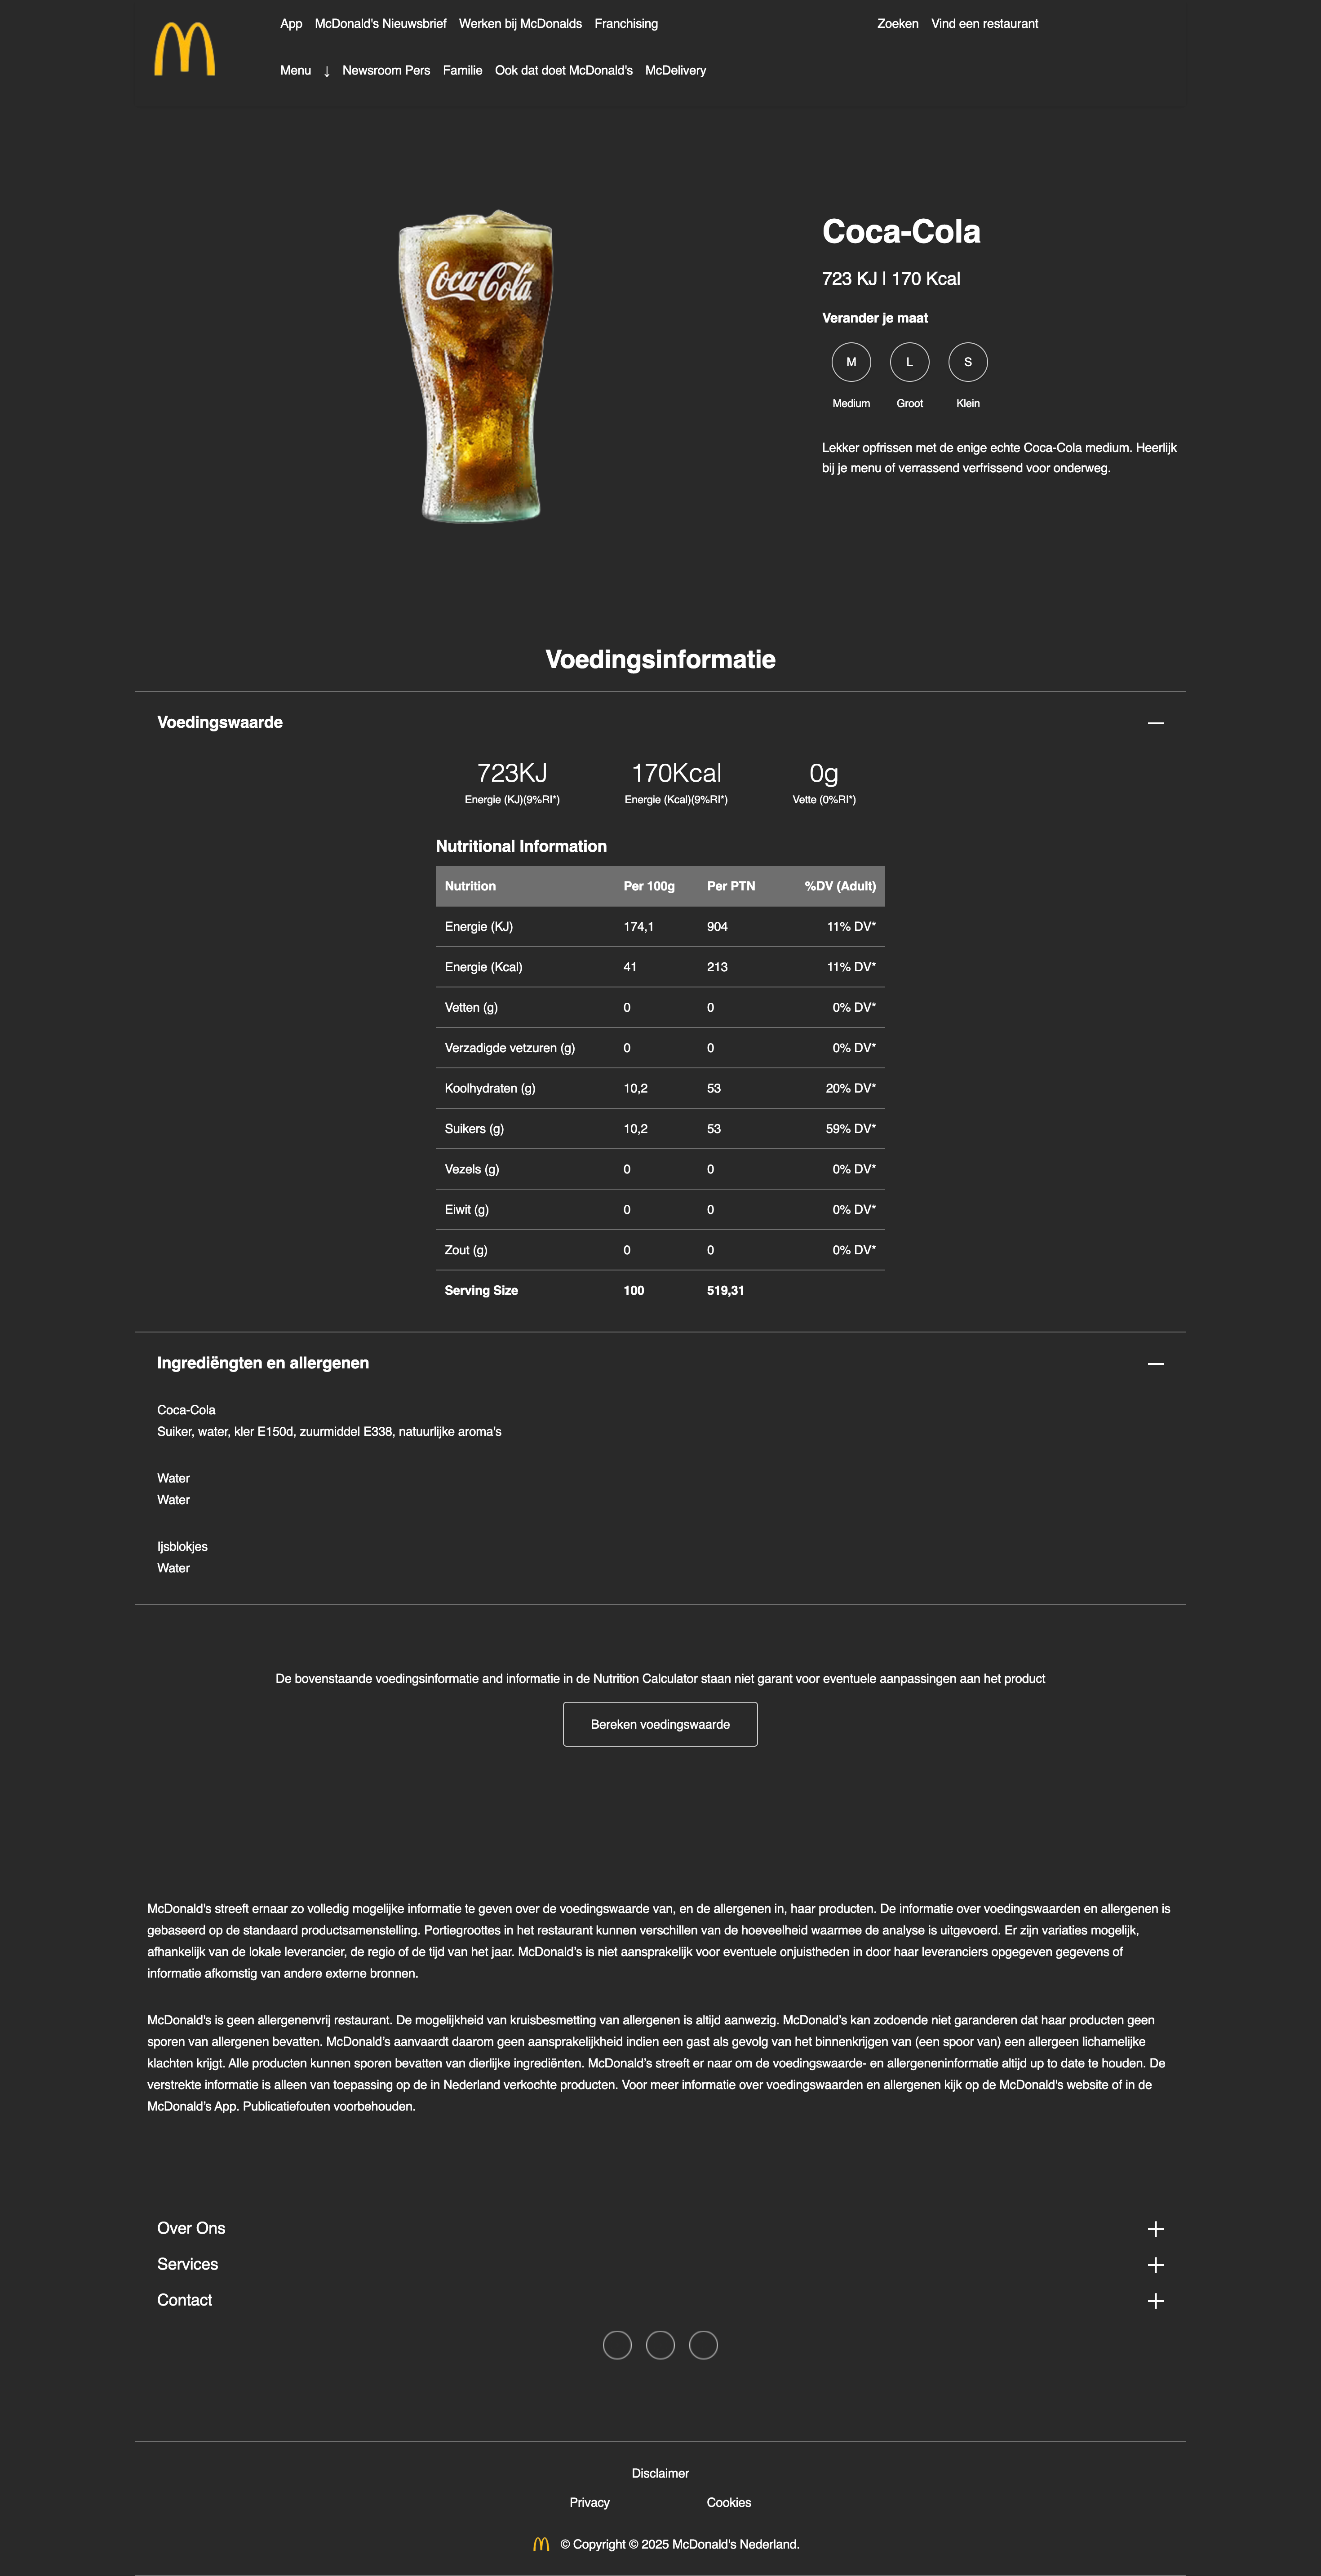 App McDonald's Nieuwsbrief Werken bij McDonalds Franchising Zoeken Vind een restaurant
Menu ↓ Newsroom Pers Familie Ook dat doet McDonald's McDelivery
Coca-Cola
Coca-Cola
723 KJ | 170 Kcal
Verander je maat
M L S
Medium Groot Klein
Lekker opfrissen met de enige echte Coca-Cola medium. Heerlijk
bij je menu of verrassend verfrissend voor onderweg.
Voedingsinformatie
Voedingswaarde
723KJ 170Kcal 0g
Energie (KJ)(9%RI*) Energie (Kcal)(9%RI*) Vette (0%RI*)
Nutritional Information
Nutrition Per 100g Per PTN %DV (Adult)
Energie (KJ) 174,1 904 11% DV*
Energie (Kcal) 41 213 11% DV*
Vetten (g) 0 0 0% DV*
Verzadigde vetzuren (g) 0 0 0% DV*
Koolhydraten (g) 10,2 53 20% DV*
Suikers (g) 10,2 53 59% DV*
Vezels (g) 0 0 0% DV*
Eiwit (g) 0 0 0% DV*
Zout (g) 0 0 0% DV*
Serving Size 100 519,31
Ingrediëngten en allergenen
Coca-Cola
Suiker, water, kler E150d, zuurmiddel E338, natuurlijke aroma's
Water
Water
Ijsblokjes
Water
De bovenstaande voedingsinformatie and informatie in de Nutrition Calculator staan niet garant voor eventuele aanpassingen aan het product
Bereken voedingswaarde
McDonald's streeft ernaar zo volledig mogelijke informatie te geven over de voedingswaarde van, en de allergenen in, haar producten. De informatie over voedingswaarden en allergenen is
gebaseerd op de standaard productsamenstelling. Portiegroottes in het restaurant kunnen verschillen van de hoeveelheid waarmee de analyse is uitgevoerd. Er zijn variaties mogelijk,
afhankelijk van de lokale leverancier, de regio of de tijd van het jaar. McDonald’s is niet aansprakelijk voor eventuele onjuistheden in door haar leveranciers opgegeven gegevens of
informatie afkomstig van andere externe bronnen.
McDonald’s is geen allergenenvrij restaurant. De mogelijkheid van kruisbesmetting van allergenen is altijd aanwezig. McDonald’s kan zodoende niet garanderen dat haar producten geen
sporen van allergenen bevatten. McDonald’s aanvaardt daarom geen aansprakelijkheid indien een gast als gevolg van het binnenkrijgen van (een spoor van) een allergeen lichamelijke
klachten krijgt. Alle producten kunnen sporen bevatten van dierlijke ingrediënten. McDonald’s streeft er naar om de voedingswaarde- en allergeneninformatie altijd up to date te houden. De
verstrekte informatie is alleen van toepassing op de in Nederland verkochte producten. Voor meer informatie over voedingswaarden en allergenen kijk op de McDonald's website of in de
McDonald’s App. Publicatiefouten voorbehouden.
Over Ons
Services
Contact
Disclaimer
Privacy Cookies
© Copyright © 2025 McDonald's Nederland.